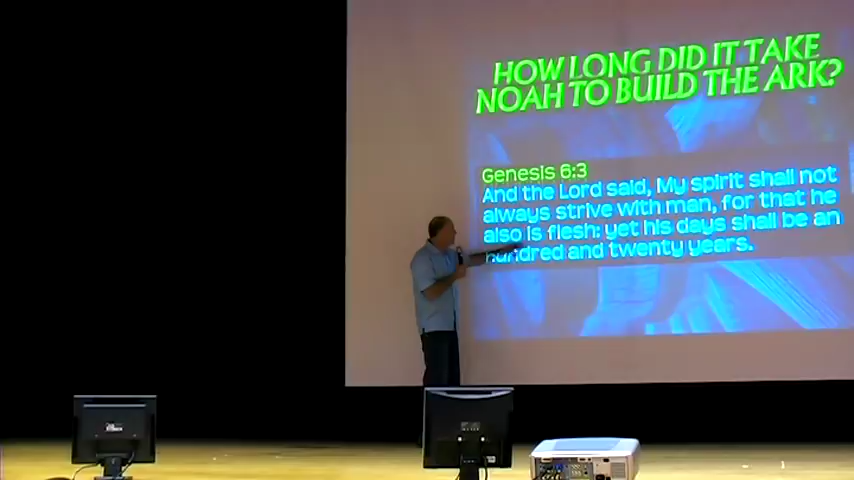 HOW LONG DID IT TAKE
NOAH TO BUILD THE ARK?
Genesis 6:3
And the Lord said, My spirit shall not
always strive with man, for that he
also is flesh: yet his days shall be an
hundred and twenty years.